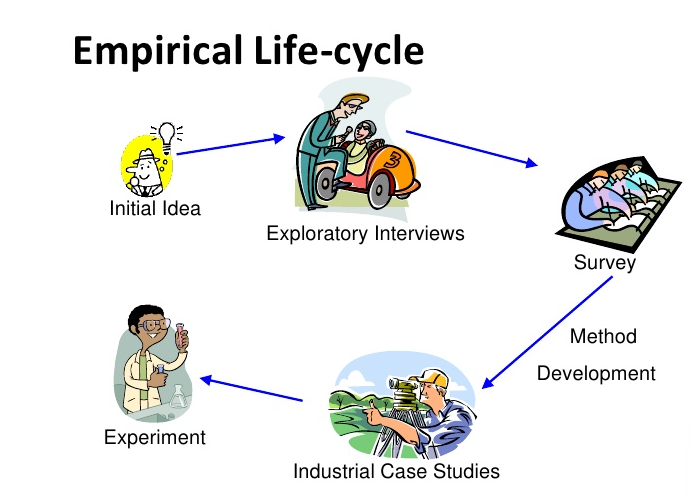 Empirical Life-cycle
Initial Idea
3
Exploratory Interviews
Survey
Method
Development
Experiment
Industrial Case Studies